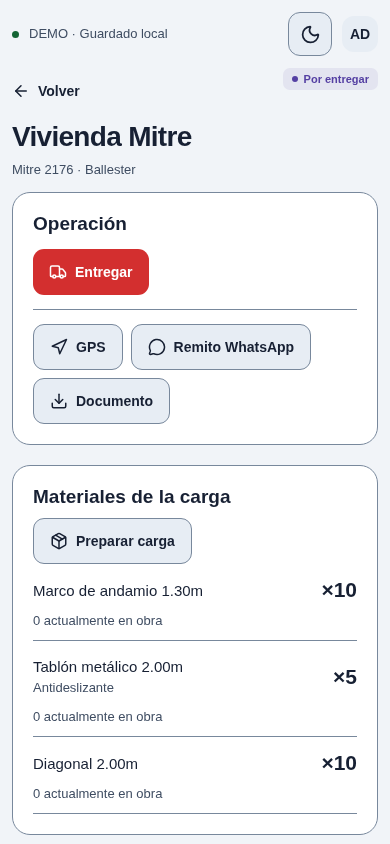 DEMO · Guardado local
AD
Por entregar
Volver
Vivienda Mitre
Mitre 2176 · Ballester
Operación
Entregar
GPS
Remito WhatsApp
Documento
Materiales de la carga
Preparar carga
Marco de andamio 1.30m
×10
0 actualmente en obra
Tablón metálico 2.00m
Antideslizante
×5
0 actualmente en obra
Diagonal 2.00m
×10
0 actualmente en obra